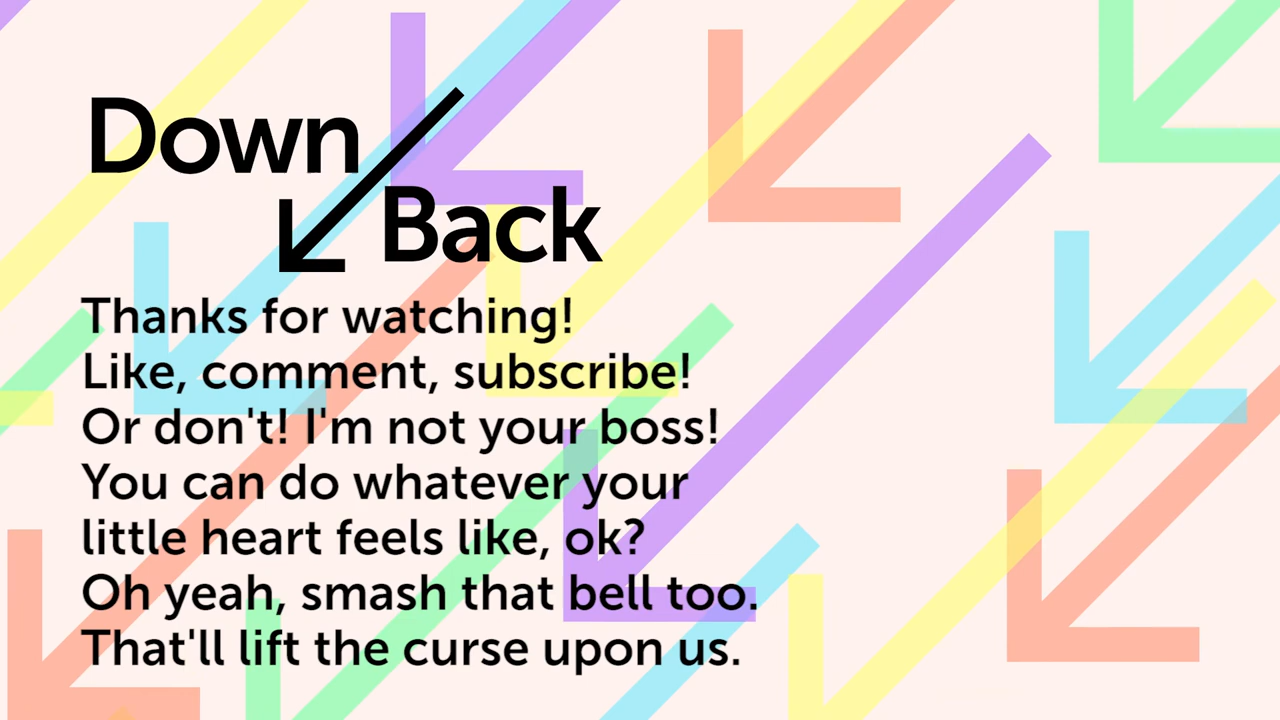 Down
Back
Thanks for watching!
Like, comment, subscribe!
Or don't! I'm not your boss!
You can do whatever your
little heart feels like, ok?
Oh yeah, smash that bell too.
That'll lift the curse upon us.